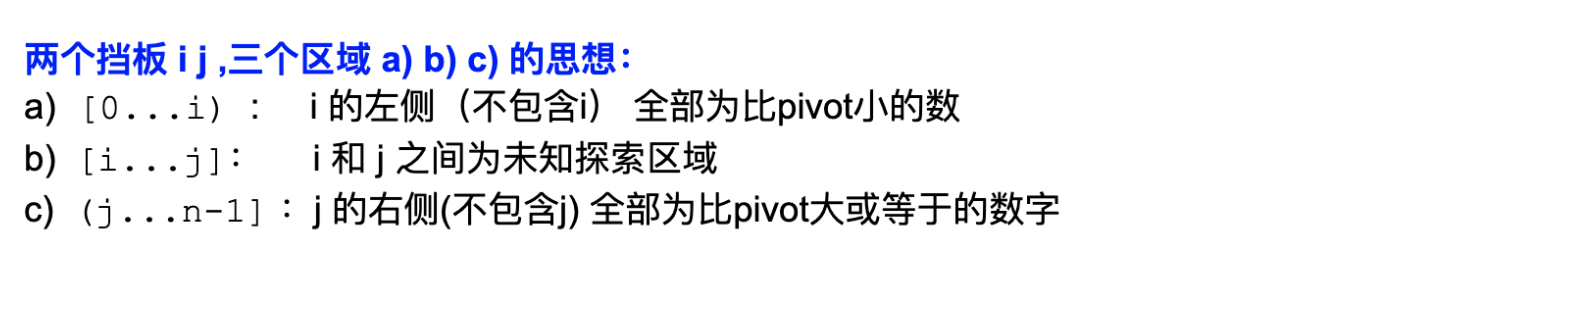 两个挡板 i j ,三个区域 a) b) c) 的思想：
a) [0...i) : i 的左侧（不包含i） 全部为比pivot小的数
b) [i...j]: i 和 j 之间为未知探索区域
c) (j...n-1] : j 的右侧(不包含j) 全部为比pivot大或等于的数字